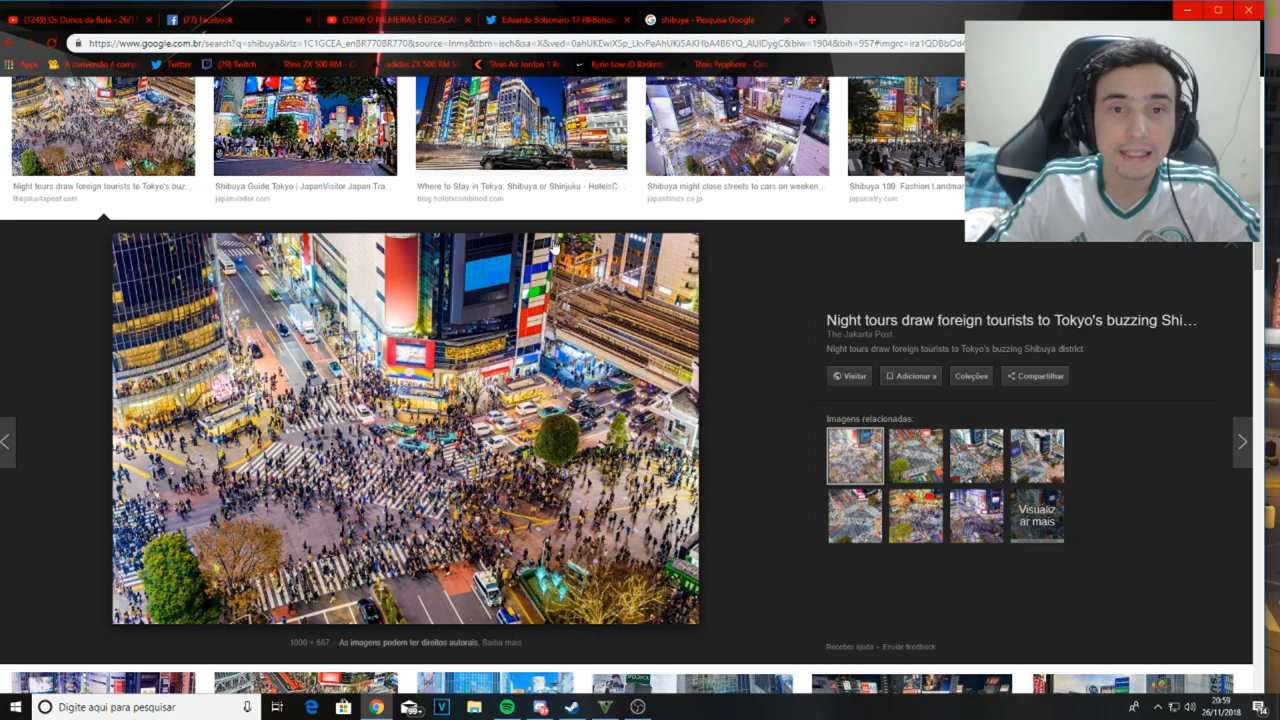 (1249) Os Donos da Bola - 26/11
(77) Facebook
(1249) O PALMEIRAS É DECACAM
Eduardo Bolsonaro 17 (@Bolson
shibuya - Pesquisa Google
Apps
A convenção é comp
Twitter
(29) Twitch
Tênis ZX 500 RM - C
adidas ZX 500 RM S
Tênis Air Jordan 1 R
Kyrie Low iD Basketb
Tênis Prophere - Cin
Night tours draw foreign tourists to Tokyo's buz...
Shibuya Guide Tokyo | JapanVisitor Japan Tra...
Where to Stay in Tokyo: Shibuya or Shinjuku - HotelsC...
Shibuya might close streets to cars on weeken...
Shibuya 109: Fashion Landmar
thejakartapost.com
japanvisitor.com
blog.hotelscombined.com
japantimes.co.jp
japanistry.com
Night tours draw foreign tourists to Tokyo's buzzing Shi...
The Jakarta Post
Night tours draw foreign tourists to Tokyo's buzzing Shibuya district
Visitar
Adicionar a
Coleções
Compartilhar
Imagens relacionadas:
Visualiz
ar mais
1000 × 667 - As imagens podem ter direitos autorais. Saiba mais
Receber ajuda - Enviar feedback
Digite aqui para pesquisar
99+
20:59
26/11/2018
14